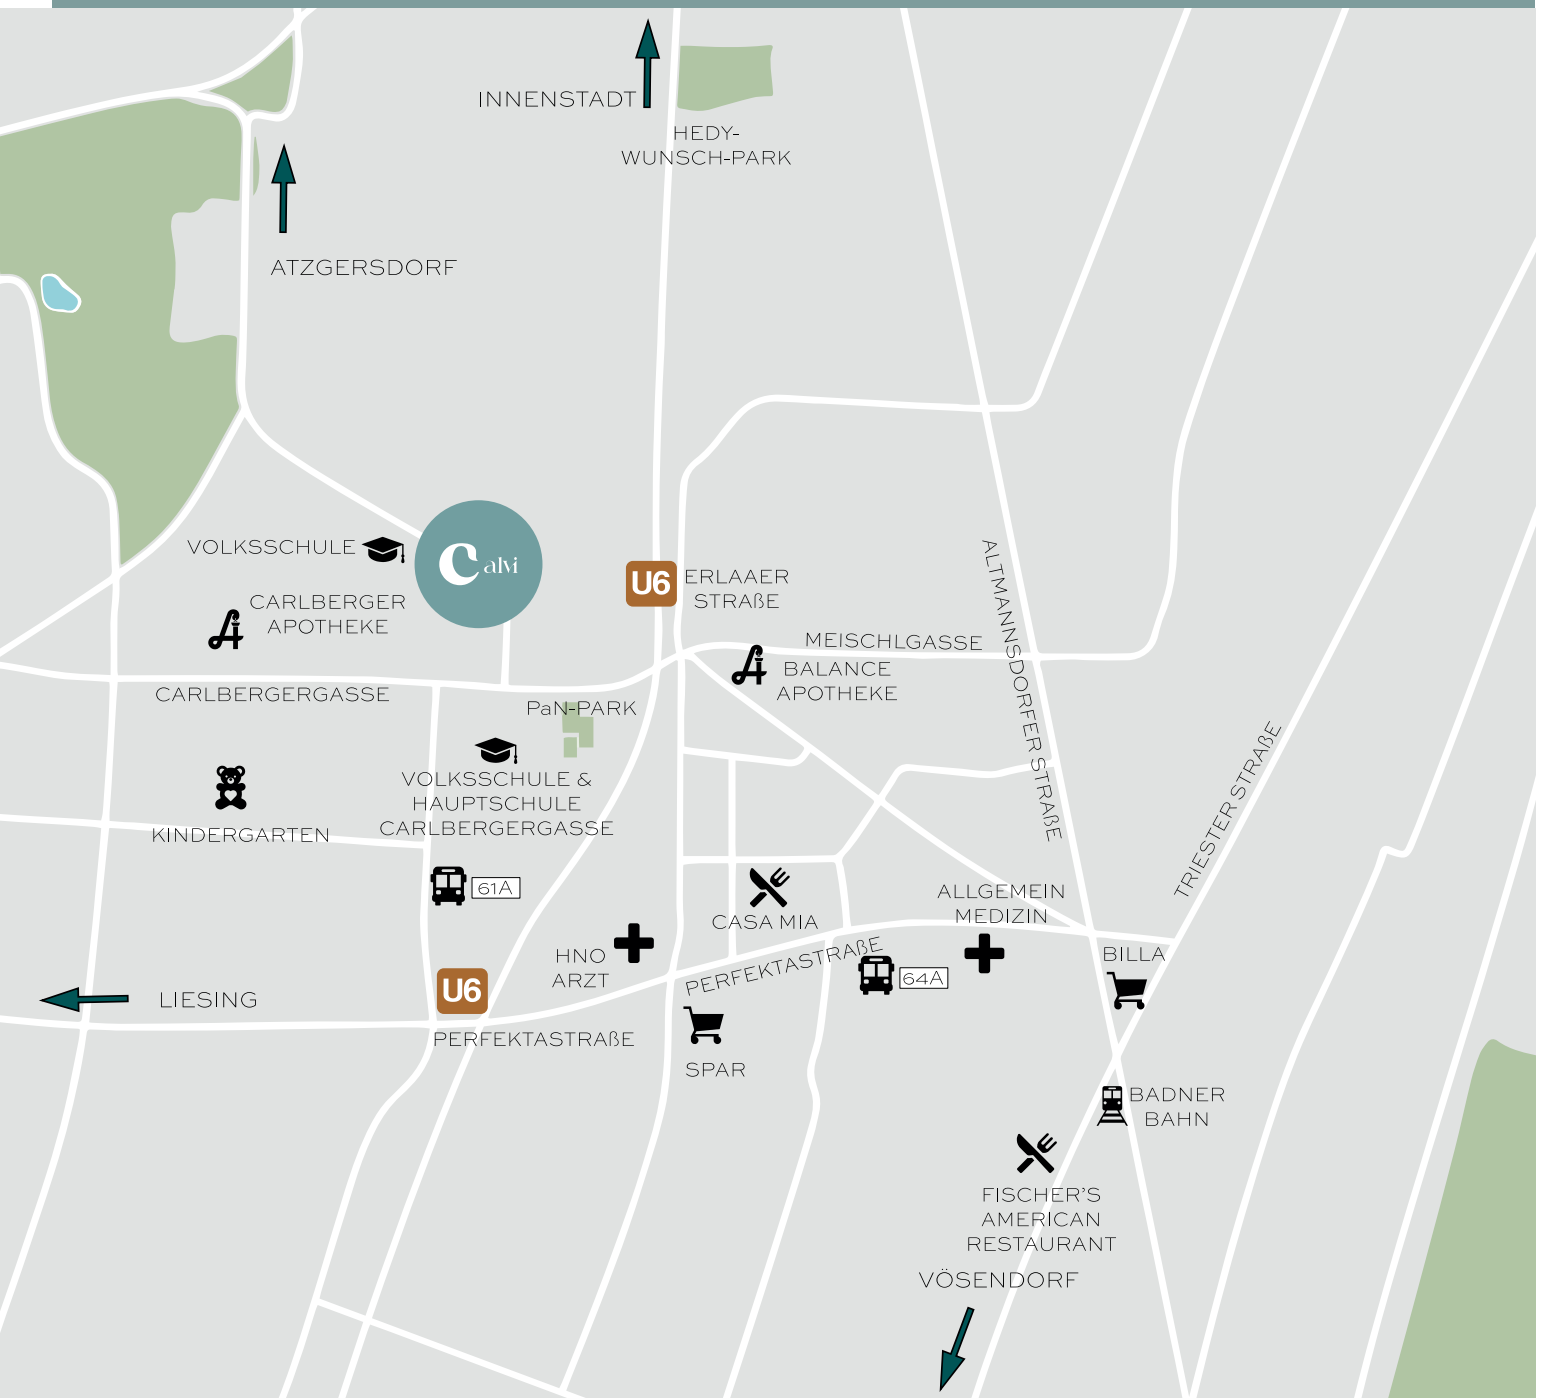 INNENSTADT
HEDY-
WUNSCH-PARK
ATZGERSDORF
VOLKSSCHULE
Calvi
U6
ERLAAER
STRAßE
CARLBERGER
APOTHEKE
MEISCHLGASSE
BALANCE
APOTHEKE
ALTMANNSDORFER STRAßE
CARLBERGERGASSE
PaN-PARK
TRIESTER STRAßE
VOLKSSCHULE &
HAUPTSCHULE
CARLBERGERGASSE
KINDERGARTEN
61A
CASA MIA
ALLGEMEIN
MEDIZIN
HNO
ARZT
PERFEKTASTRAßE
64A
BILLA
LIESING
U6
PERFEKTASTRAßE
SPAR
BADNER
BAHN
FISCHER’S
AMERICAN
RESTAURANT
VÖSENDORF